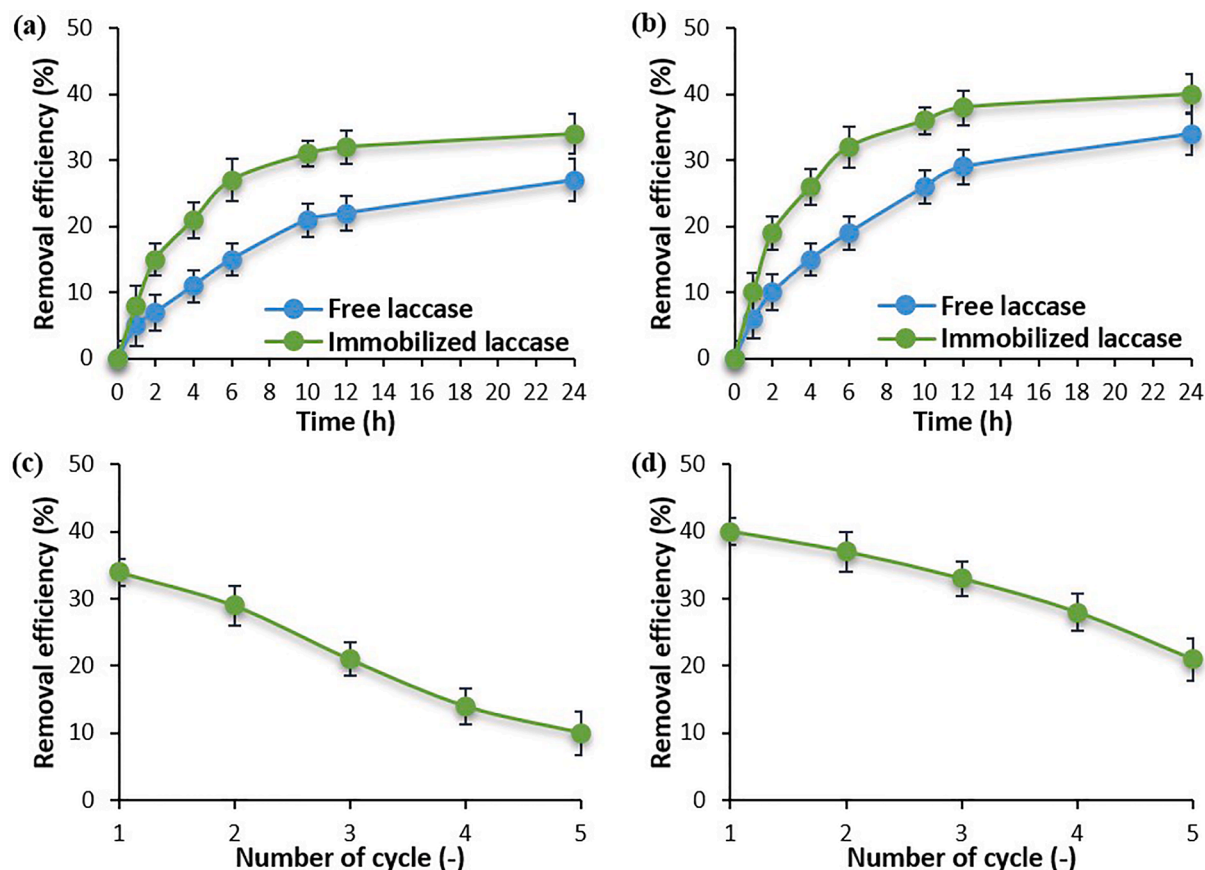 (a)
Removal efficiency (%)
50
40
30
20
10
0
Free laccase
Immobilized laccase
0 2 4 6 10 12 14 16 18 20 22 24
Time (h)
(b)
Removal efficiency (%)
50
40
30
20
10
0
Free laccase
Immobilized laccase
0 2 4 6 10 12 14 16 18 20 22 24
Time (h)
(c)
Removal efficiency (%)
50
40
30
20
10
0
1 2 3 4 5
Number of cycle (-)
(d)
Removal efficiency (%)
50
40
30
20
10
0
1 2 3 4 5
Number of cycle (-)